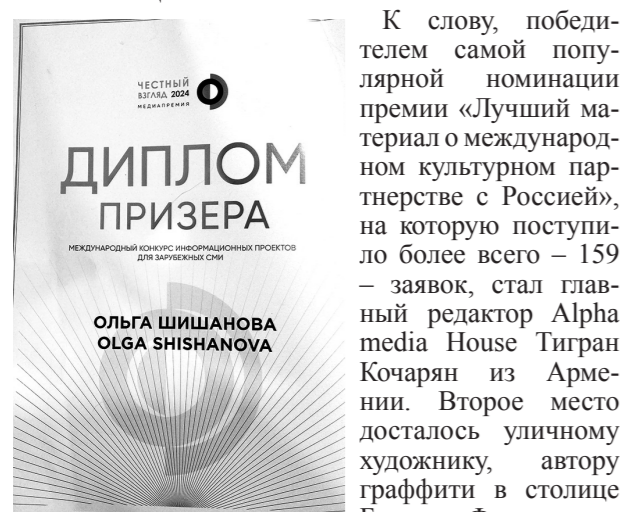 ЧЕСТНЫЙ
ВЗГЛЯД 2024
МЕДИАПРЕМИЯ
ДИПЛОМ
ПРИЗЕРА
МЕЖДУНАРОДНЫЙ КОНКУРС ИНФОРМАЦИОННЫХ ПРОЕКТОВ
ДЛЯ ЗАРУБЕЖНЫХ СМИ
ОЛЬГА ШИШАНОВА
OLGA SHISHANOVA
К слову, победи-
телем самой попу-
лярной номинации
премии «Лучший ма-
териал о международ-
ном культурном пар-
тнерстве с Россией»,
на которую поступи-
ло более всего – 159
– заявок, стал глав-
ный редактор Alpha
media House Тигран
Кочарян из Арме-
нии. Второе место
досталось уличному
художнику, автору
граффити в столице